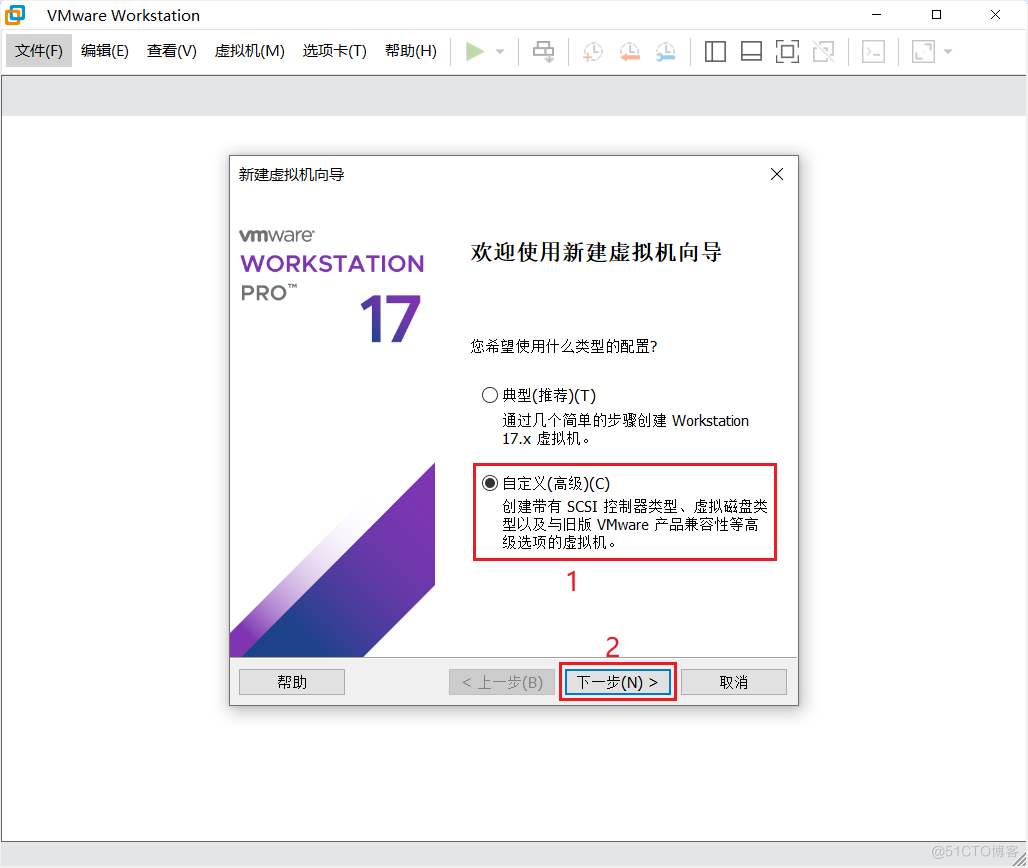 VMware Workstation
文件(F) 编辑(E) 查看(V) 虚拟机(M) 选项卡(T) 帮助(H)
新建虚拟机向导
vmware
WORKSTATION
PRO™
17
欢迎使用新建虚拟机向导
您希望使用什么类型的配置?
典型(推荐)(T)
通过几个简单的步骤创建 Workstation
17.x 虚拟机。
自定义(高级)(C)
创建带有 SCSI 控制器类型、虚拟磁盘类
型以及与旧版 VMware 产品兼容性等高
级选项的虚拟机。
1
2
帮助 < 上一步(B) 下一步(N) > 取消
@51CTO博客